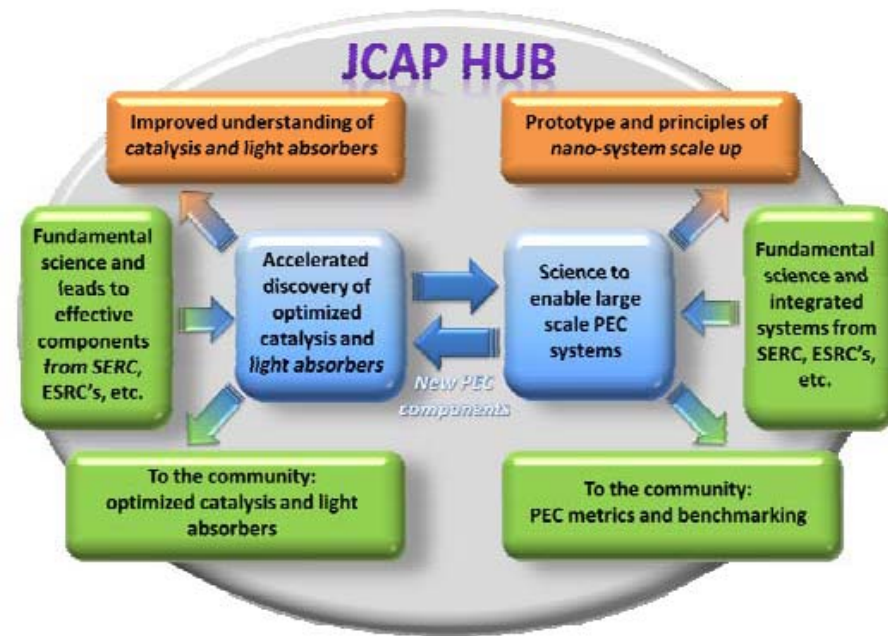 JCAP HUB
Improved understanding of
catalysis and light absorbers
Prototype and principles of
nano-system scale up
Fundamental
science and
leads to
effective
components
from SERC,
ESRC's, etc.
Accelerated
discovery of
optimized
catalysis and
light absorbers
Science to
enable large
scale PEC
systems
Fundamental
science and
integrated
systems from
SERC, ESRC's,
etc.
New PEC
components
To the community:
optimized catalysis and light
absorbers
To the community:
PEC metrics and benchmarking